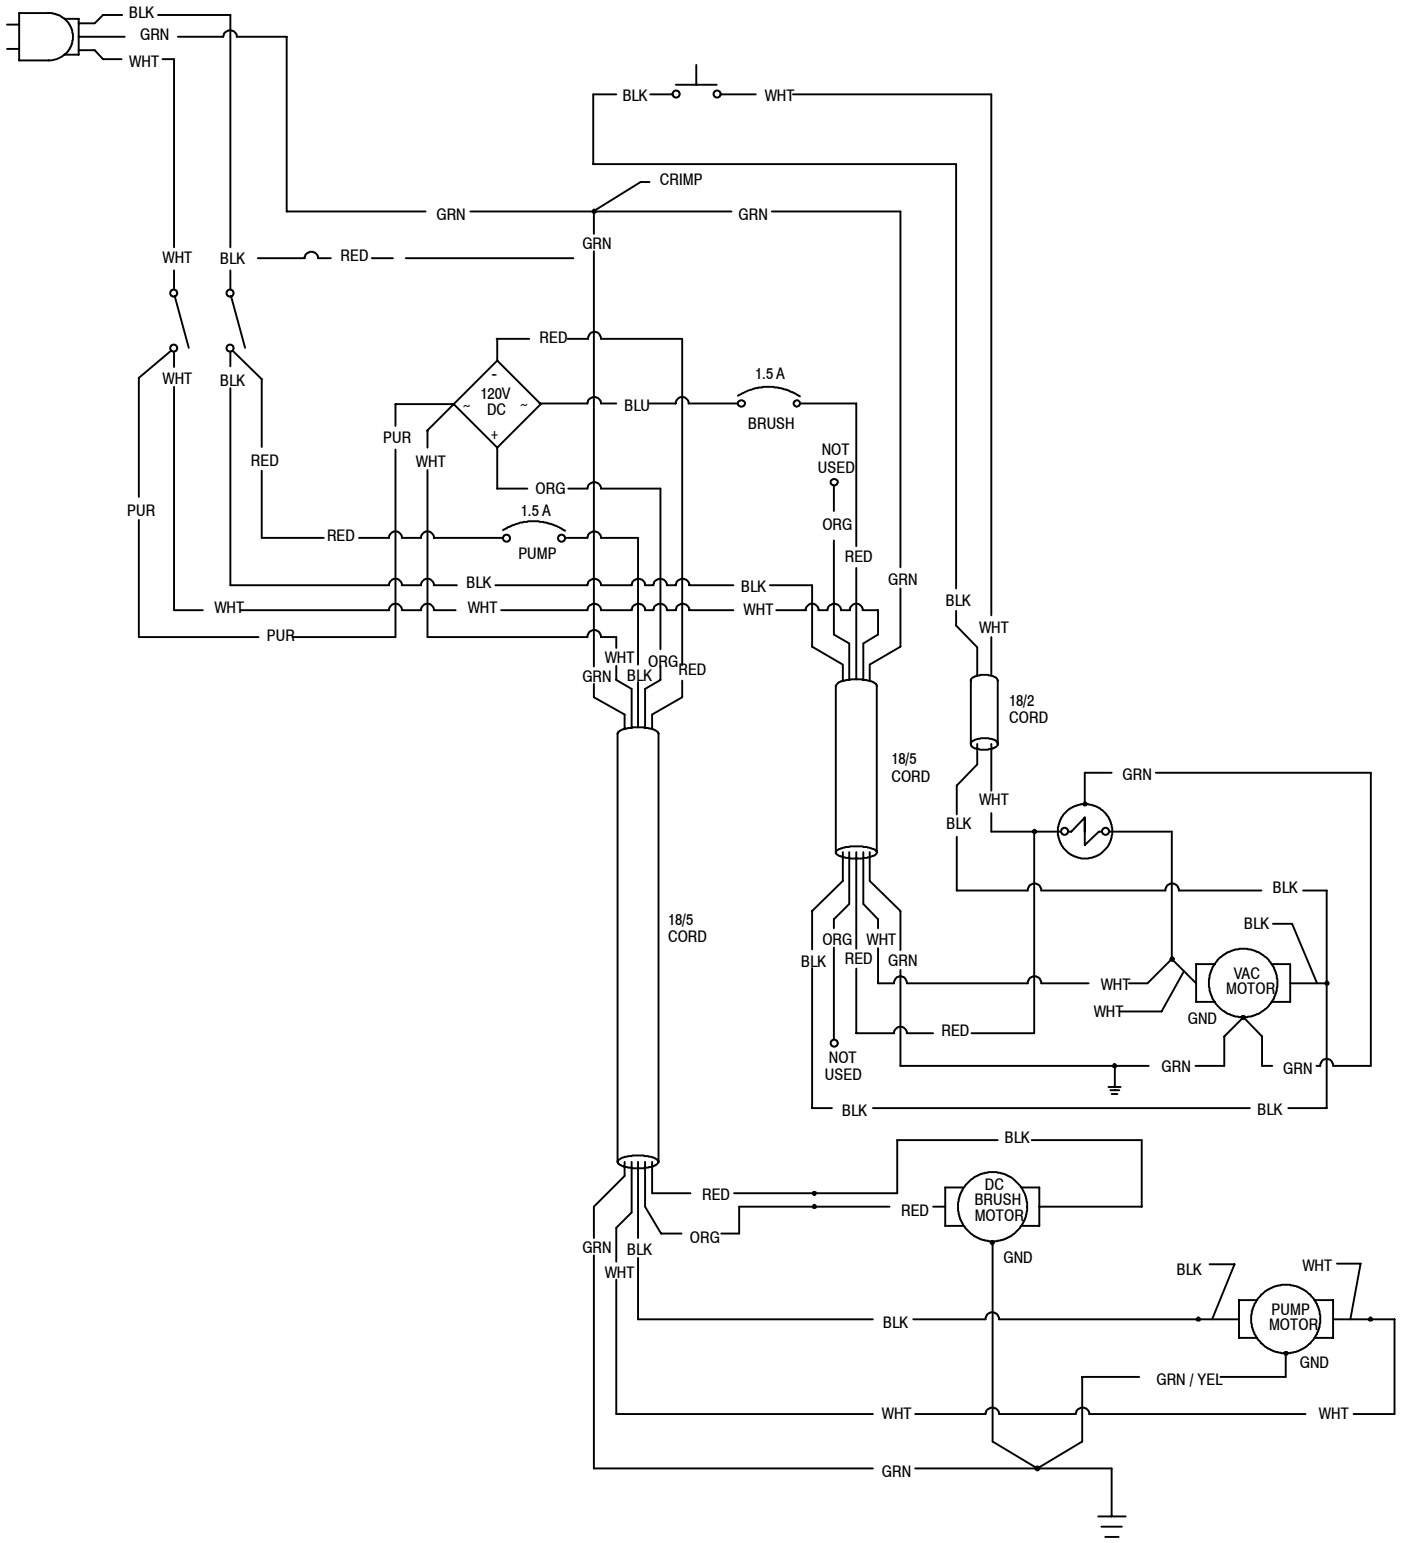 BLK
GRN
WHT
BLK
WHT
CRIMP
GRN
GRN
GRN
WHT
BLK
RED
RED
1.5 A
WHT
BLK
-
120V
DC
~
~
+
BLU
BRUSH
PUR
WHT
RED
NOT
USED
ORG
1.5 A
PUR
ORG
RED
PUMP
RED
BLK
BLK
GRN
BLK
WHT
WHT
WHT
WHT
PUR
WHT
ORG
RED
GRN
BLK
18/2
CORD
18/5
CORD
GRN
WHT
BLK
BLK
18/5
CORD
BLK
ORG
WHT
RED
GRN
BLK
VAC
MOTOR
WHT
WHT
GND
RED
NOT
USED
GRN
GRN
BLK
BLK
BLK
DC
BRUSH
MOTOR
RED
RED
ORG
GRN
BLK
GND
WHT
BLK
WHT
BLK
PUMP
MOTOR
GND
GRN / YEL
WHT
WHT
GRN